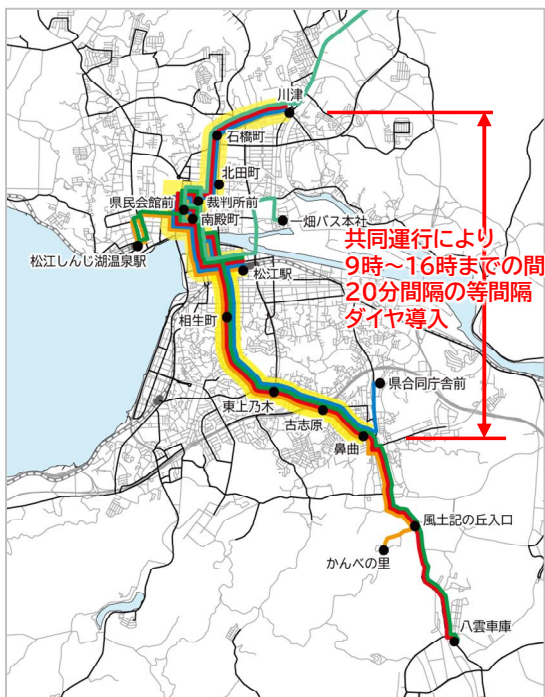 川津
石橋町
北田町
県民会館前
裁判所前
南殿町
一畑バス本社
松江しんじ湖温泉駅
松江駅
共同運行により
9時～16時までの間
20分間隔の等間隔
ダイヤ導入
相生町
県合同庁舎前
東上乃木
古志原
鼻曲
風土記の丘入口
かんべの里
八雲車庫